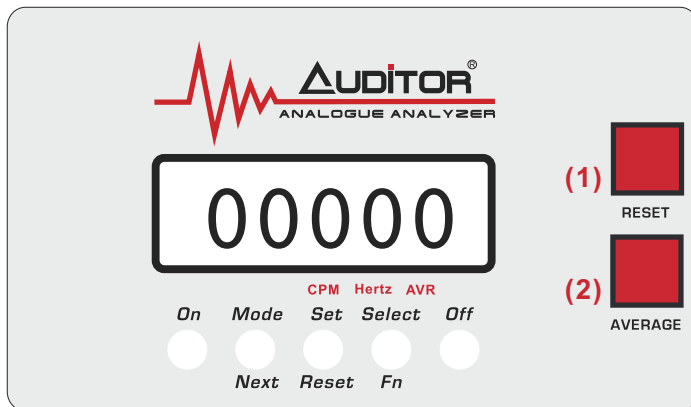 AUDITOR®
ANALOGUE ANALYZER
00000
(1)
RESET
(2)
AVERAGE
CPM Hertz AVR
On Mode Set Select Off
Next Reset Fn